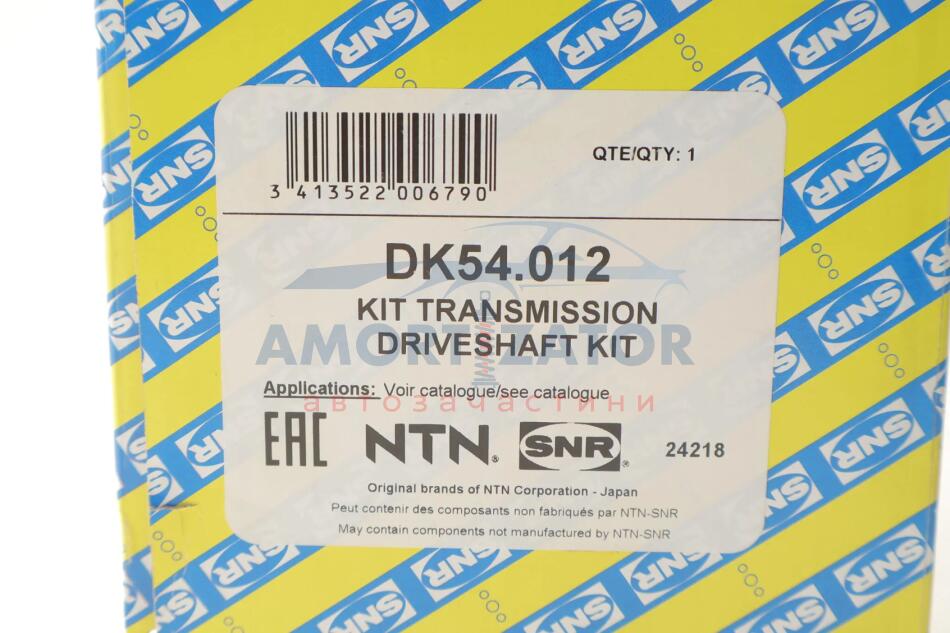 3 413522 006790
QTE/QTY: 1
DK54.012
KIT TRANSMISSION
DRIVESHAFT KIT
AMORTIZATOR
Applications: Voir catalogue/see catalogue
автозачастини
EAC NTN® SNR® 24218
Original brands of NTN Corporation - Japan
Peut contenir des composants non fabriqués par NTN-SNR
May contain components not manufactured by NTN-SNR
SNR